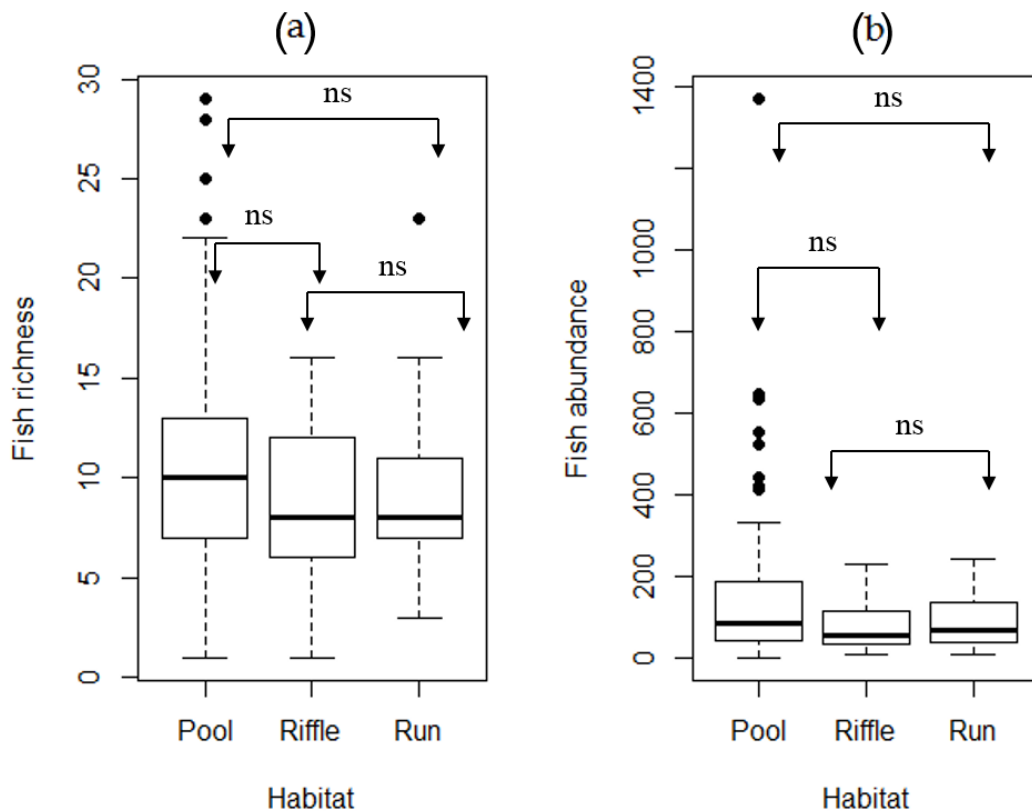 (a)
Fish richness
30
25
20
15
10
5
0
ns
ns
ns
Pool Riffle Run
Habitat
(b)
Fish abundance
1400
1000
800
600
400
200
0
ns
ns
ns
Pool Riffle Run
Habitat